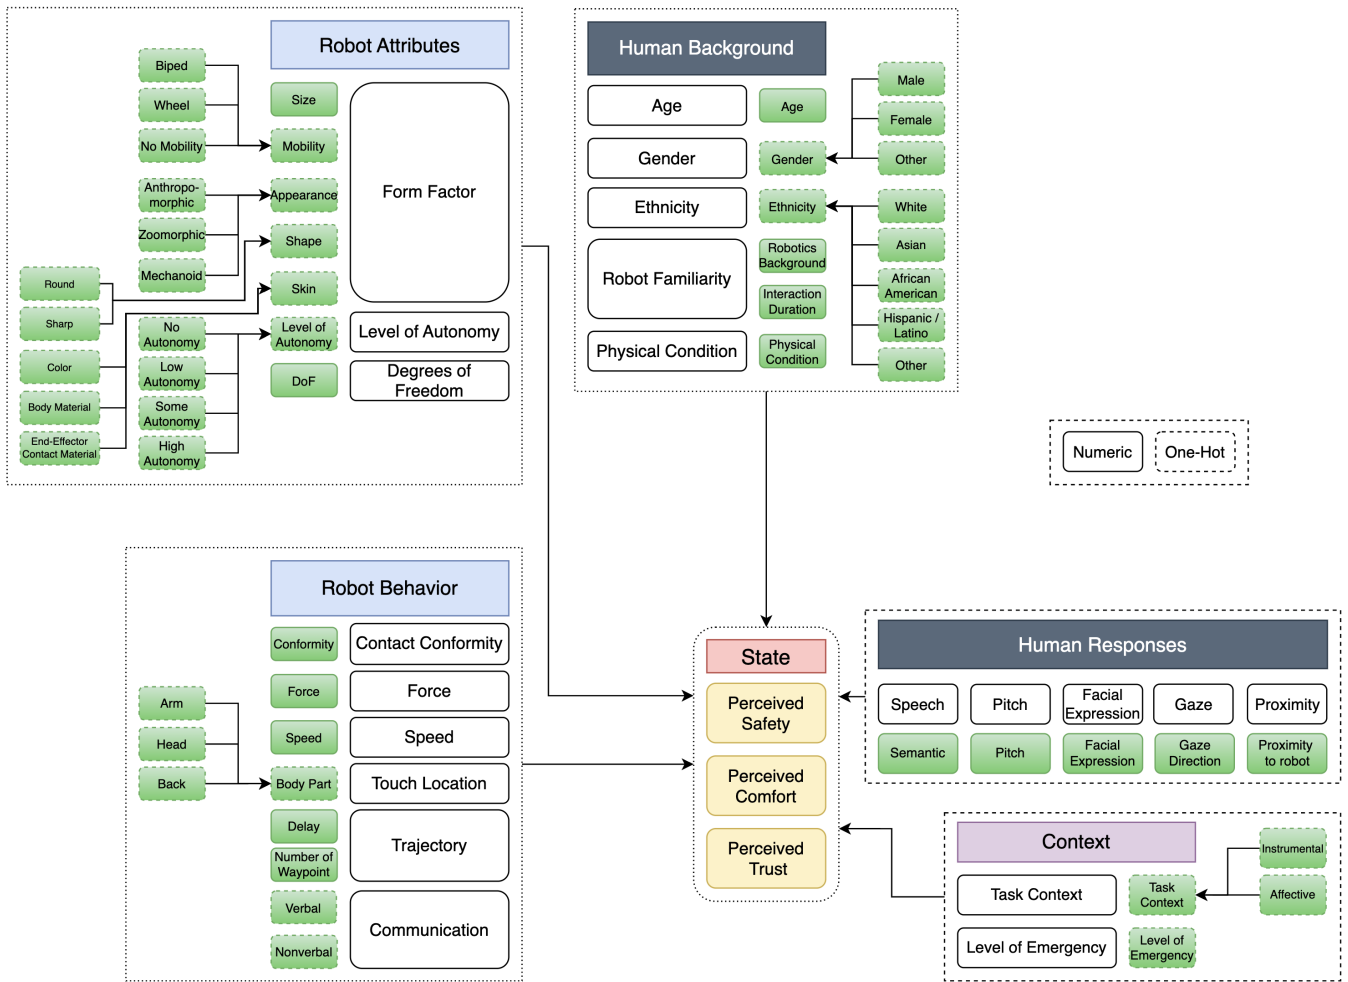 Robot Attributes
Biped
Wheel
No Mobility
Anthropo-
morphic
Zoomorphic
Mechanoid
Round
Sharp
Color
Body Material
End-Effector
Contact Material
No
Autonomy
Low
Autonomy
Some
Autonomy
High
Autonomy
Size
Mobility
Appearance
Shape
Skin
Level of
Autonomy
DoF
Form Factor
Level of Autonomy
Degrees of
Freedom
Human Background
Age
Age
Gender
Gender
Ethnicity
Ethnicity
Robot Familiarity
Robotics
Background
Interaction
Duration
Physical Condition
Physical
Condition
Male
Female
Other
White
Asian
African
American
Hispanic /
Latino
Other
Numeric
One-Hot
Robot Behavior
Conformity
Contact Conformity
Force
Force
Speed
Speed
Arm
Head
Back
Body Part
Touch Location
Delay
Number of
Waypoint
Trajectory
Verbal
Nonverbal
Communication
State
Perceived
Safety
Perceived
Comfort
Perceived
Trust
Human Responses
Speech
Pitch
Facial
Expression
Gaze
Proximity
Semantic
Pitch
Facial
Expression
Gaze
Direction
Proximity
to robot
Context
Task Context
Task
Context
Instrumental
Affective
Level of Emergency
Level of
Emergency